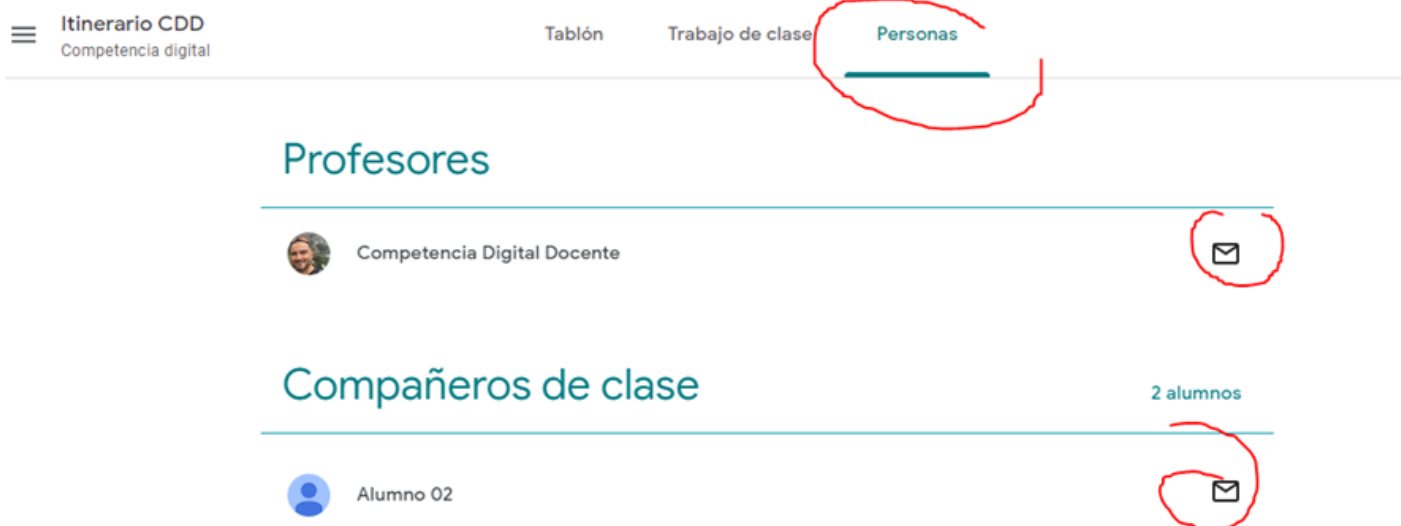 Itinerario CDD
Competencia digital
Tablón Trabajo de clase Personas
Profesores
Competencia Digital Docente
Compañeros de clase
2 alumnos
Alumno 02